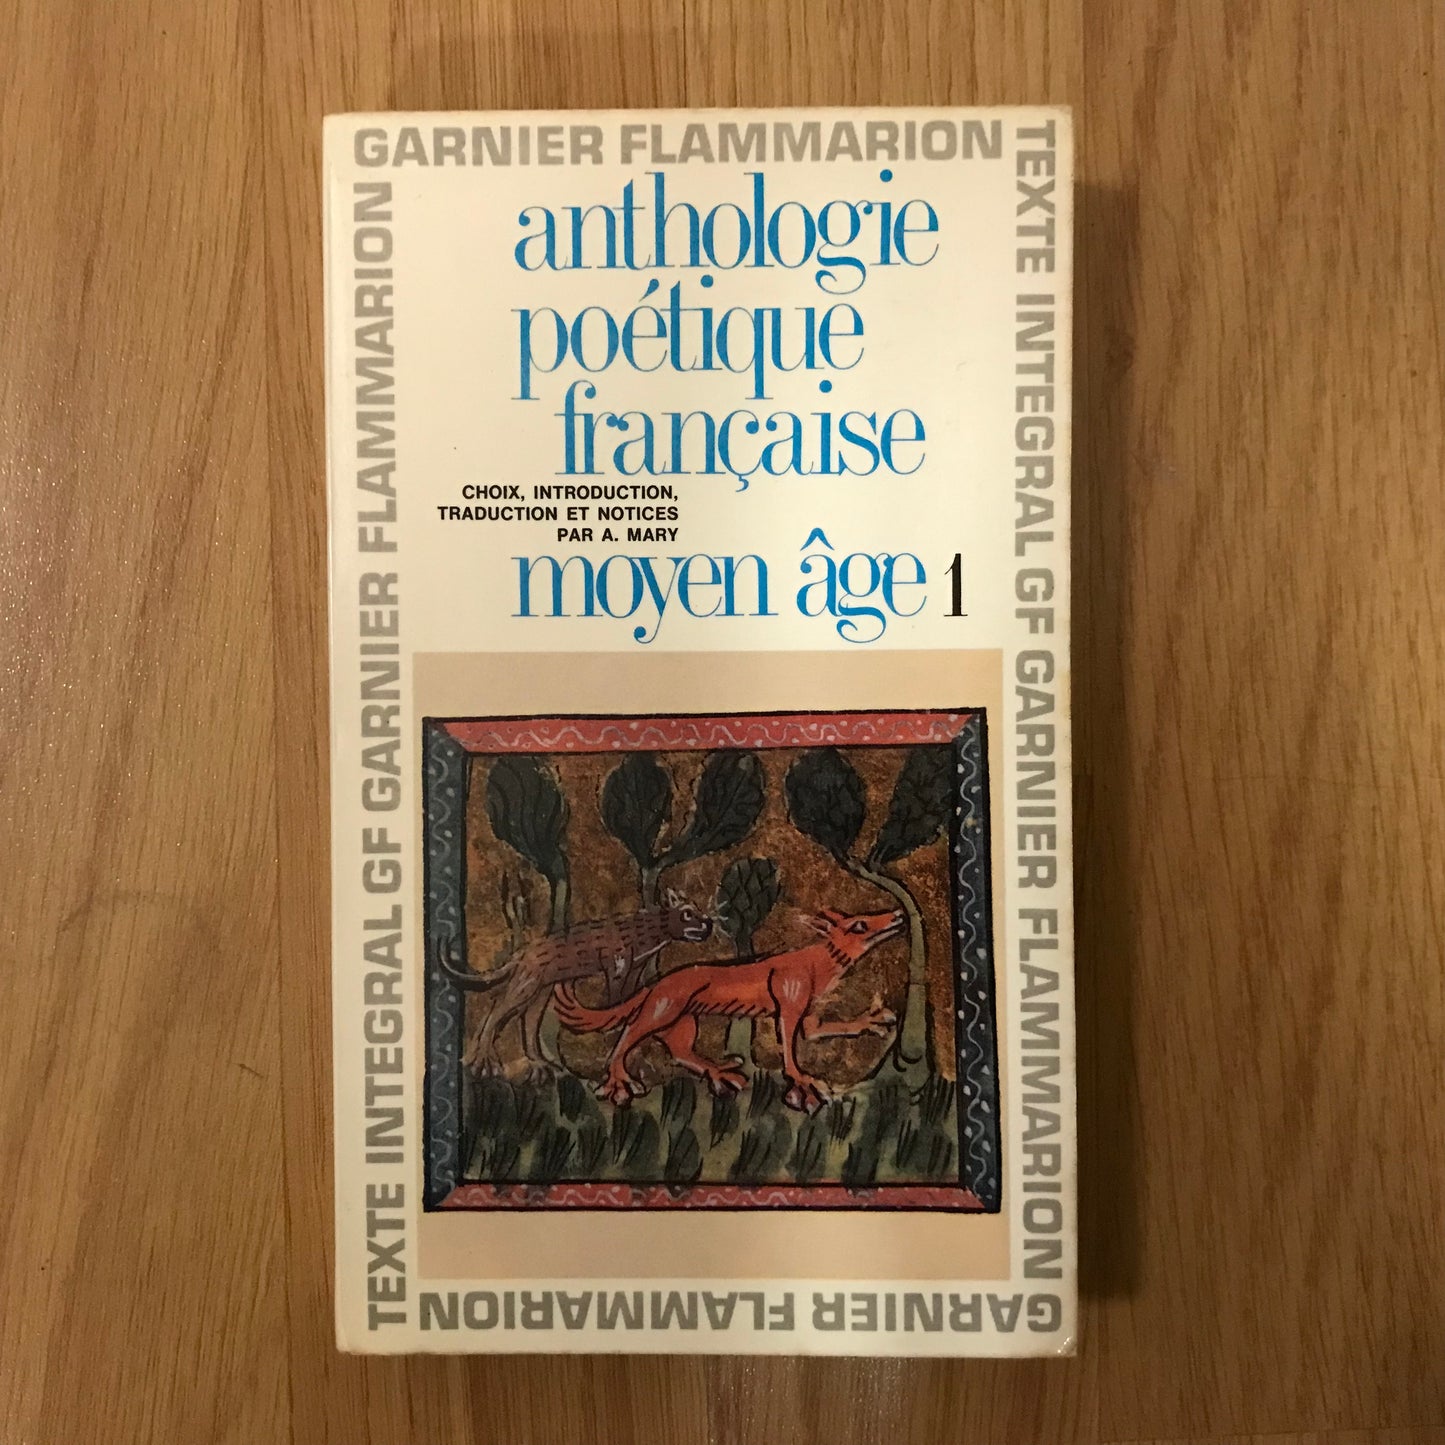 GARNIER FLAMMARION
TEXTE INTEGRAL GF GARNIER FLAMMARION
anthologie
poétique
française
CHOIX, INTRODUCTION,
TRADUCTION ET NOTICES
PAR A. MARY
moyen âge 1
TEXTE INTEGRAL GF GARNIER FLAMMARION
GARNIER FLAMMARION